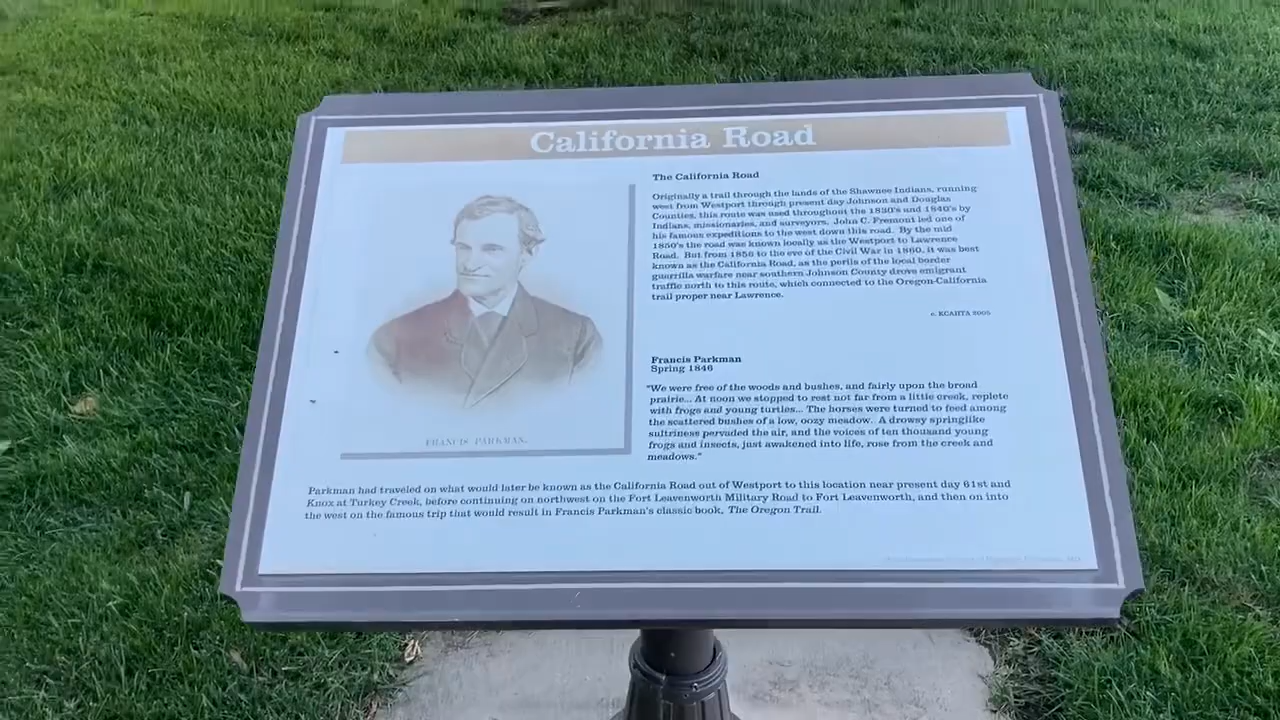 California Road
The California Road
Originally a trail through the lands of the Shawnee Indians, running
west from Westport through present day Johnson and Douglas
Counties, this route was used throughout the 1830's and 1840's by
Indians, missionaries, and surveyors. John C. Fremont led one of
his famous expeditions to the west down this road. By the mid
1850's the road was known locally as the Westport to Lawrence
Road. But from 1856 to the eve of the Civil War in 1860, it was best
known as the California Road, as the perils of the local border
guerrilla warfare near southern Johnson County drove emigrant
traffic north to this route, which connected to the Oregon-California
trail proper near Lawrence.
c. KCAHTA 2005
Francis Parkman
Spring 1846
"We were free of the woods and bushes, and fairly upon the broad
prairie... At noon we stopped to rest not far from a little creek, replete
with frogs and young turtles... The horses were turned to feed among
the scattered bushes of a low, oozy meadow. A drowsy springlike
sultriness pervaded the air, and the voices of ten thousand young
frogs and insects, just awakened into life, rose from the creek and
meadows."
FRANCIS PARKMAN.
Parkman had traveled on what would later be known as the California Road out of Westport to this location near present day 61st and
Knox at Turkey Creek, before continuing on northwest on the Fort Leavenworth Military Road to Fort Leavenworth, and then on into
the west on the famous trip that would result in Francis Parkman's classic book, The Oregon Trail.